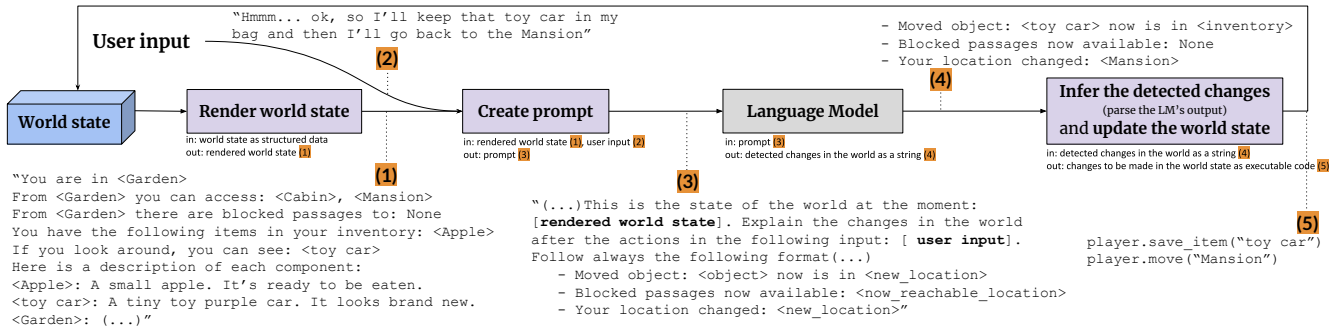 "Hmmm... ok, so I'll keep that toy car in my
bag and then I'll go back to the Mansion"
User input
(2)
- Moved object: <toy car> now is in <inventory>
- Blocked passages now available: None
- Your location changed: <Mansion>
(4)
World state
Render world state
in: world state as structured data
out: rendered world state (1)
Create prompt
in: rendered world state (1), user input (2)
out: prompt (3)
Language Model
in: prompt (3)
out: detected changes in the world as a string (4)
Infer the detected changes
(parse the LM's output)
and update the world state
in: detected changes in the world as a string (4)
out: changes to be made in the world state as executable code (5)
(1)
"You are in <Garden>
From <Garden> you can access: <Cabin>, <Mansion>
From <Garden> there are blocked passages to: None
You have the following items in your inventory: <Apple>
If you look around, you can see: <toy car>
Here is a description of each component:
<Apple>: A small apple. It's ready to be eaten.
<toy car>: A tiny toy purple car. It looks brand new.
<Garden>: (...)"
(3)
"(...)This is the state of the world at the moment:
[rendered world state]. Explain the changes in the world
after the actions in the following input: [ user input].
Follow always the following format(...)
- Moved object: <object> now is in <new_location>
- Blocked passages now available: <now_reachable_location>
- Your location changed: <new_location>"
(5)
player.save_item("toy car")
player.move("Mansion")